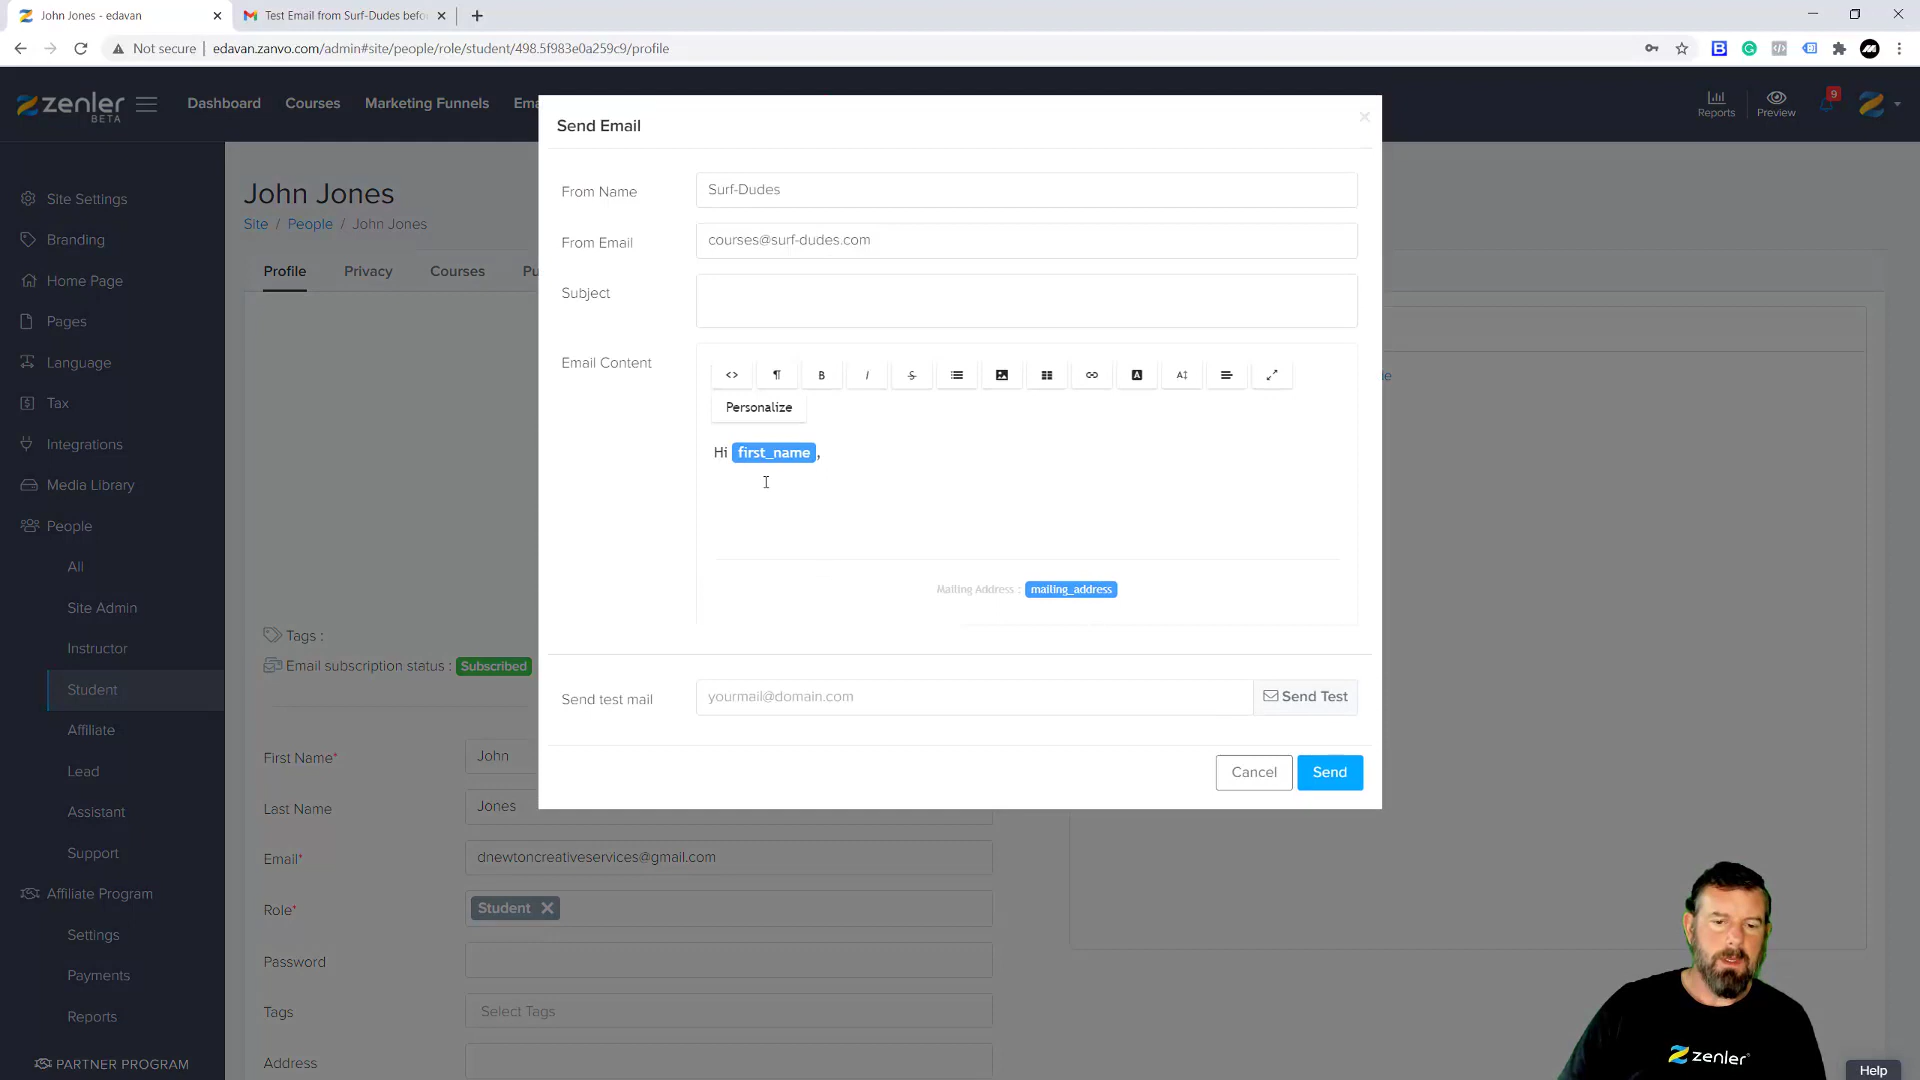 John Jones - edavan
Test Email from Surf-Dudes befo
Not secure
edavan.zanvo.com/admin#site/people/role/student/498.5f983e0a259c9/profile
zenler
BETA
Dashboard
Courses
Marketing Funnels
Ema
Reports
Preview
9
Site Settings
Branding
Home Page
Pages
Language
Tax
Integrations
Media Library
People
All
Site Admin
Instructor
Student
Affiliate
Lead
Assistant
Support
Affiliate Program
Settings
Payments
Reports
PARTNER PROGRAM
John Jones
Site / People / John Jones
Profile
Privacy
Courses
Pu
Tags :
Email subscription status : Subscribed
First Name*
John
Last Name
Jones
Email*
dnewtoncreativeservices@gmail.com
Role*
Student
Password
Tags
Select Tags
Address
Send Email
From Name
Surf-Dudes
From Email
courses@surf-dudes.com
Subject
Email Content
Personalize
Hi first_name,
Mailing Address : mailing_address
Send test mail
yourmail@domain.com
Send Test
Cancel
Send
zenler
Help